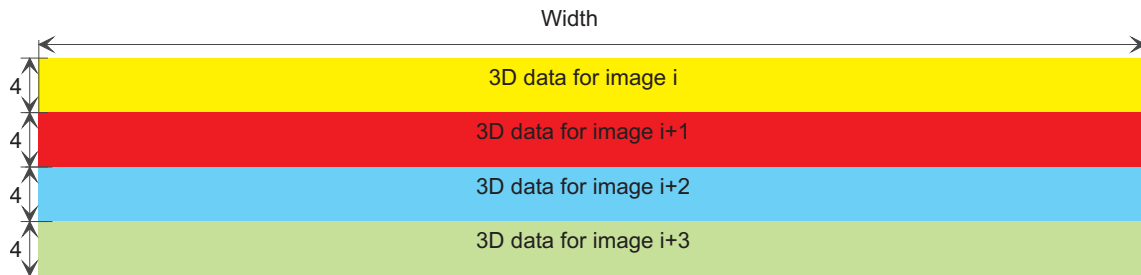 Width
4
3D data for image i
4
3D data for image i+1
4
3D data for image i+2
4
3D data for image i+3